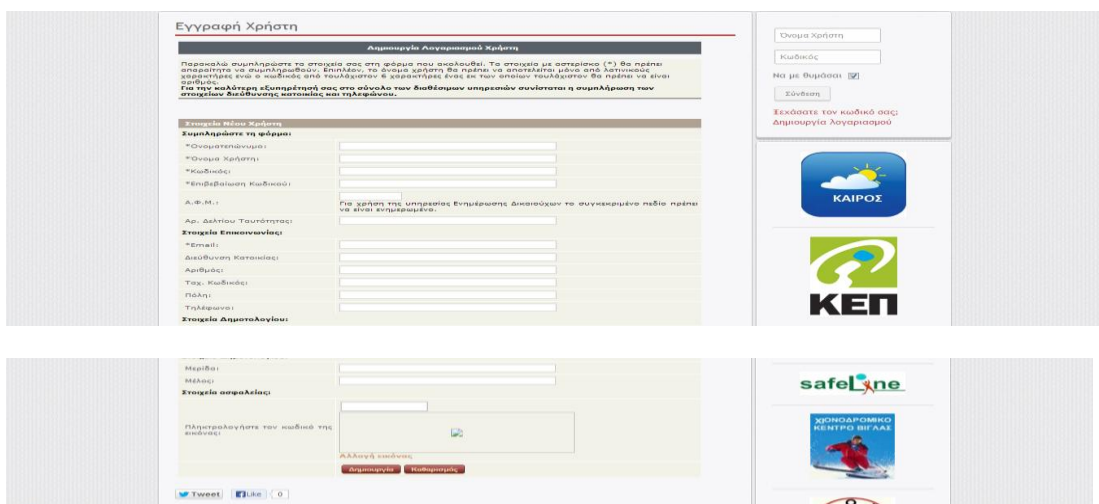 Εγγραφή Χρήστη
Δημιουργία Λογαριασμού Χρήστη
Παρακαλώ συμπληρώστε τα στοιχεία σας στη φόρμα που ακολουθεί. Τα στοιχεία με αστερίσκο (*) θα πρέπει
απαραίτητα να συμπληρωθούν. Επιπλέον, το όνομα χρήστη θα πρέπει να αποτελείται μόνο από λατινικούς
χαρακτήρες ενώ ο κωδικός από τουλάχιστον 6 χαρακτήρες ένας εκ των οποίων τουλάχιστον θα πρέπει να είναι
αριθμός.
Για την καλύτερη εξυπηρέτησή σας στο σύνολο των διαθέσιμων υπηρεσιών συνίσταται η συμπλήρωση των
στοιχείων διεύθυνσης κατοικίας και τηλεφώνου.
Στοιχεία Νέου Χρήστη
Συμπληρώστε τη φόρμα:
*Ονοματεπώνυμο:
*Όνομα Χρήστη:
*Κωδικός:
*Επιβεβαίωση Κωδικού:
Α.Φ.Μ.:
Για χρήση της υπηρεσίας Ενημέρωσης Δικαιούχων το συγκεκριμένο πεδίο πρέπει
να είναι ενημερωμένο.
Αρ. Δελτίου Ταυτότητας:
Στοιχεία Επικοινωνίας:
*Email:
Διεύθυνση Κατοικίας:
Αριθμός:
Ταχ. Κωδικός:
Πόλη:
Τηλέφωνο:
Στοιχεία Δημοτολογίου:
Όνομα Χρήστη
Κωδικός
Να με θυμάσαι
Σύνδεση
Ξεχάσατε τον κωδικό σας;
Δημιουργία λογαριασμού
ΚΑΙΡΟΣ
ΚΕΠ
Μερίδα:
Μέλος:
Στοιχεία ασφαλείας:
Πληκτρολογήστε τον κωδικό της
εικόνας:
Αλλαγή εικόνας
Δημιουργία Καθαρισμός
Tweet Like 0
safeLine
ΧΙΟΝΟΔΡΟΜΙΚΟ
ΚΕΝΤΡΟ ΒΙΓΛΑΣ